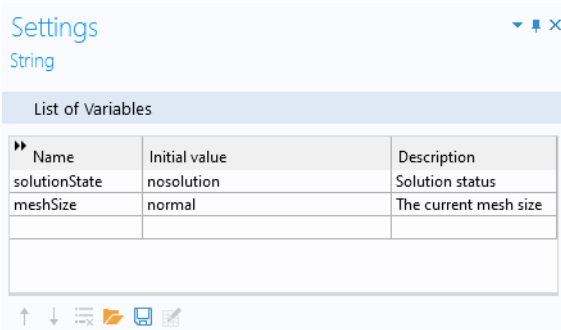 Settings
String
List of Variables
Name Initial value Description
solutionState nosolution Solution status
meshSize normal The current mesh size